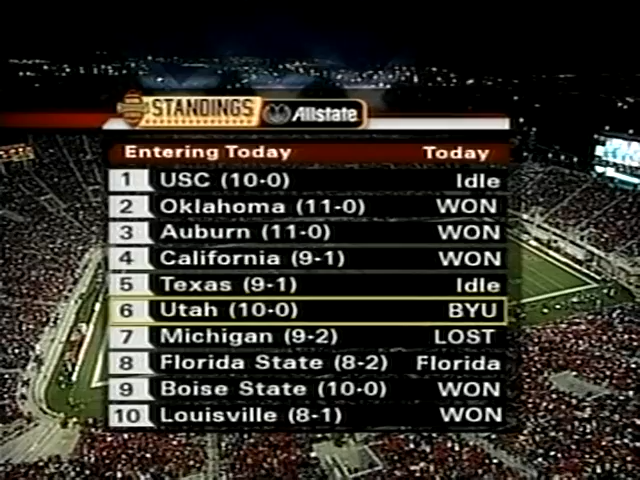 STANDINGS Allstate
Entering Today Today
1 USC (10-0) Idle
2 Oklahoma (11-0) WON
3 Auburn (11-0) WON
4 California (9-1) WON
5 Texas (9-1) Idle
6 Utah (10-0) BYU
7 Michigan (9-2) LOST
8 Florida State (8-2) Florida
9 Boise State (10-0) WON
10 Louisville (8-1) WON